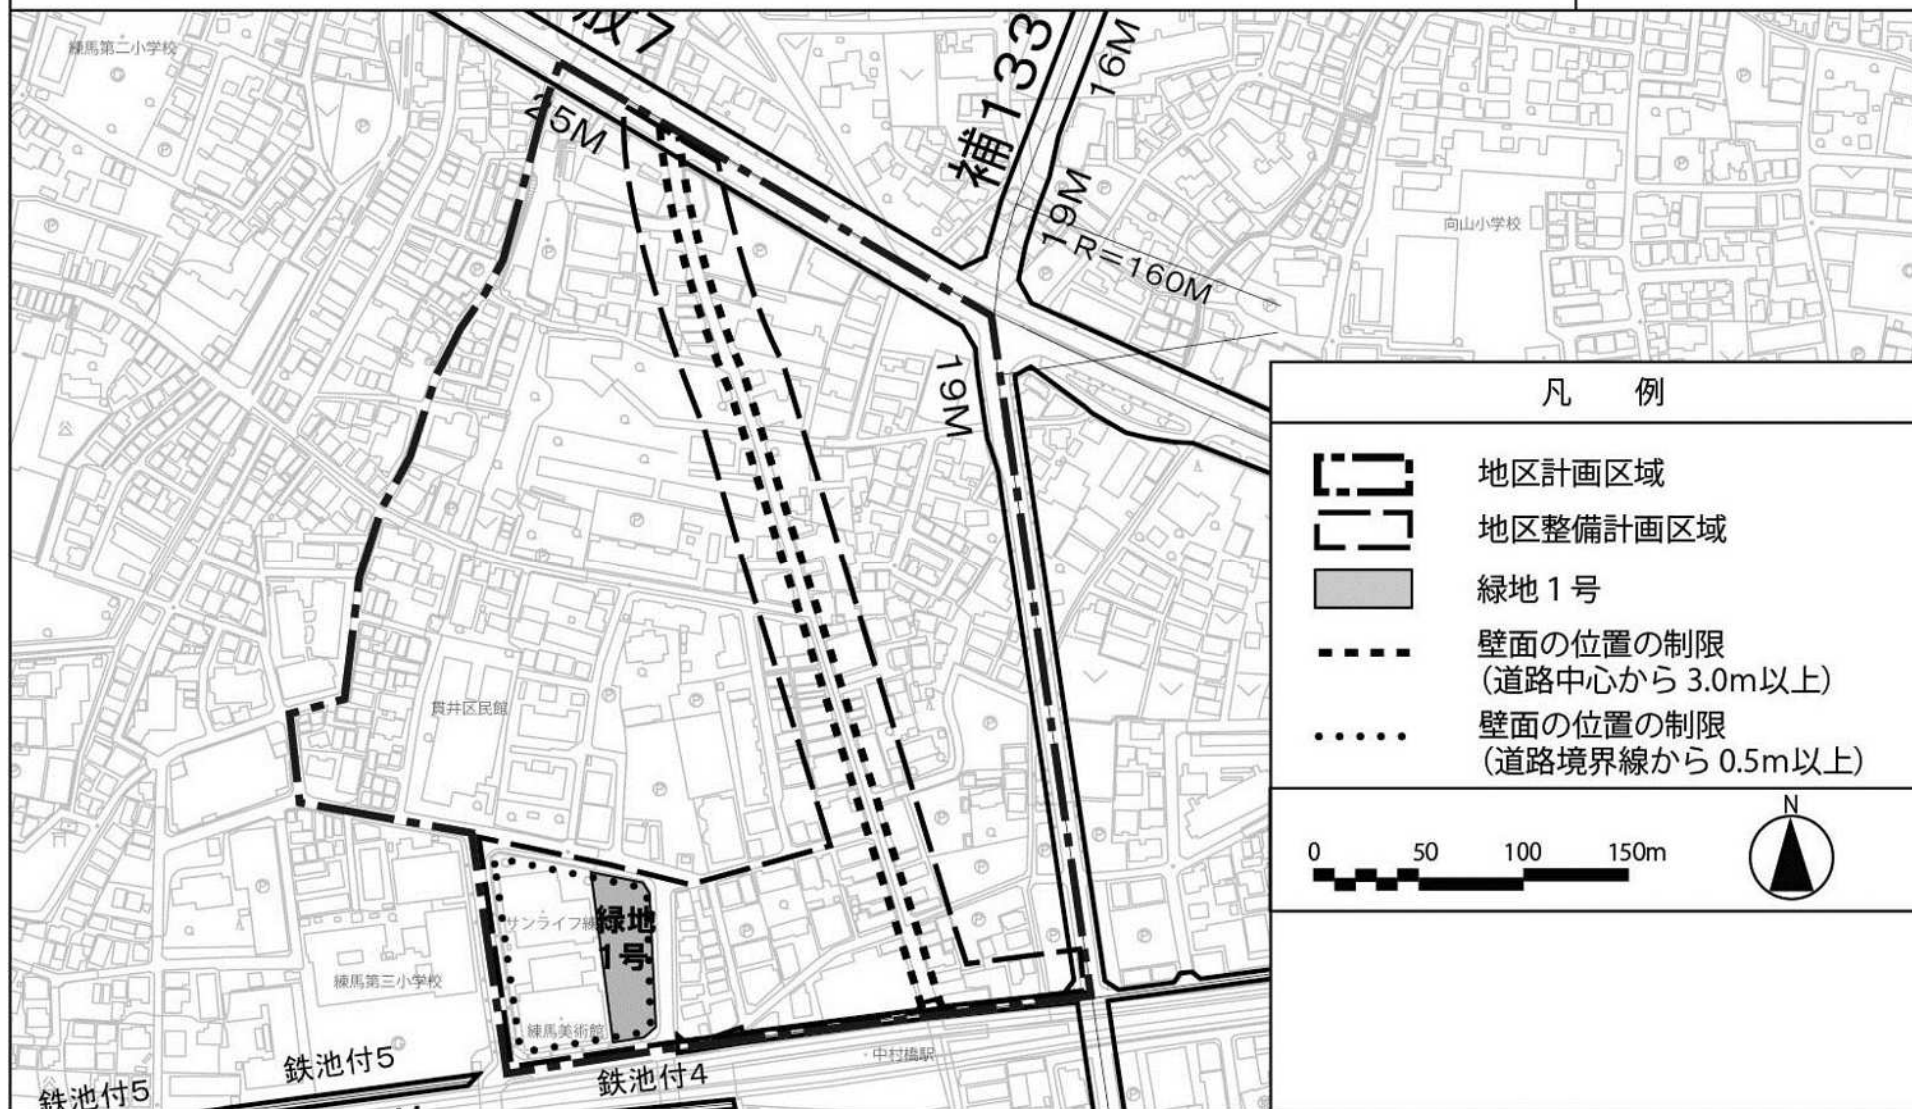 放7
補133
16M
練馬第二小学校
25M
19M
向山小学校
R=160M
19M
凡 例
地区計画区域
地区整備計画区域
緑地1号
壁面の位置の制限
(道路中心から3.0m以上)
壁面の位置の制限
(道路境界線から0.5m以上)
貫井区民館
N
0 50 100 150m
サンライフ練
緑地
1号
練馬第三小学校
練馬美術館
中村橋駅
鉄池付5
鉄池付4
鉄池付5